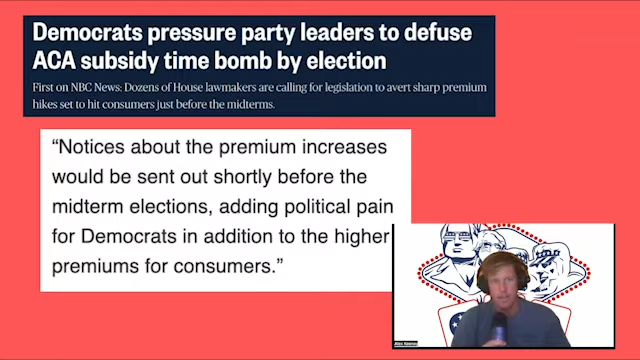 Democrats pressure party leaders to defuse
ACA subsidy time bomb by election
First on NBC News: Dozens of House lawmakers are calling for legislation to avert sharp premium
hikes set to hit consumers just before the midterms.
“Notices about the premium increases
would be sent out shortly before the
midterm elections, adding political pain
for Democrats in addition to the higher
premiums for consumers.”